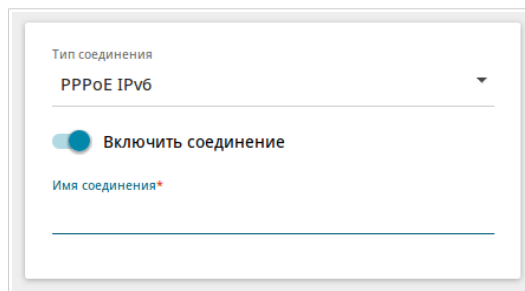 Тип соединения
PPPoE IPv6
Включить соединение
Имя соединения*